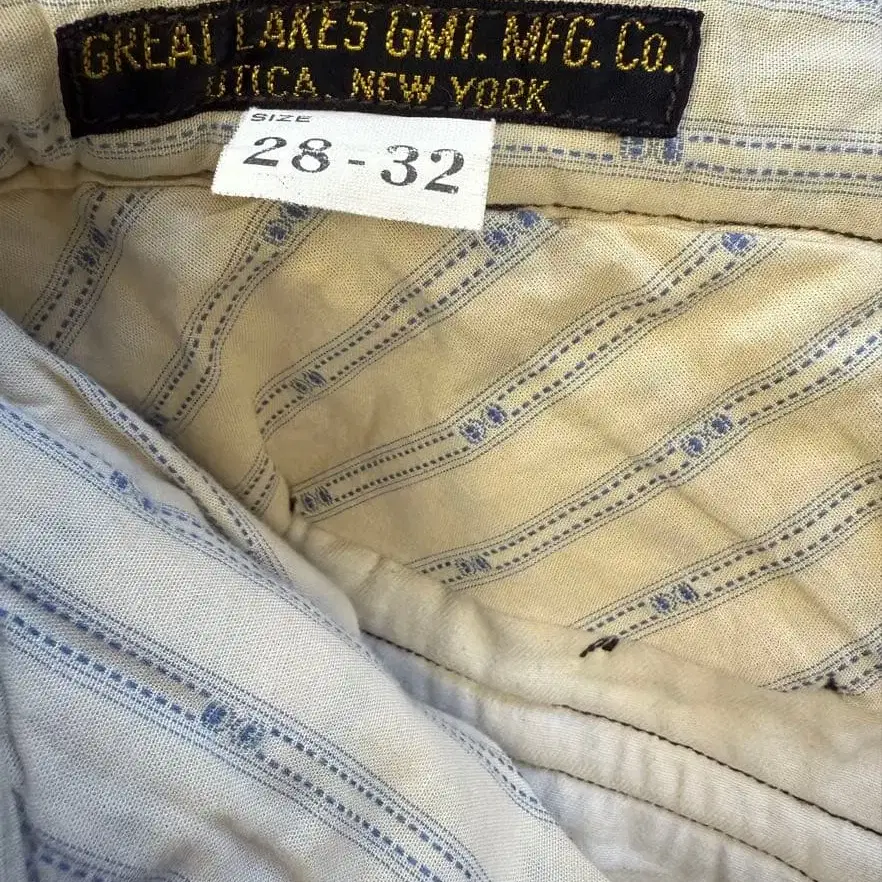 GREAT LAKES GMT. MFG. Co.
UTICA, NEW YORK
SIZE
28 - 32